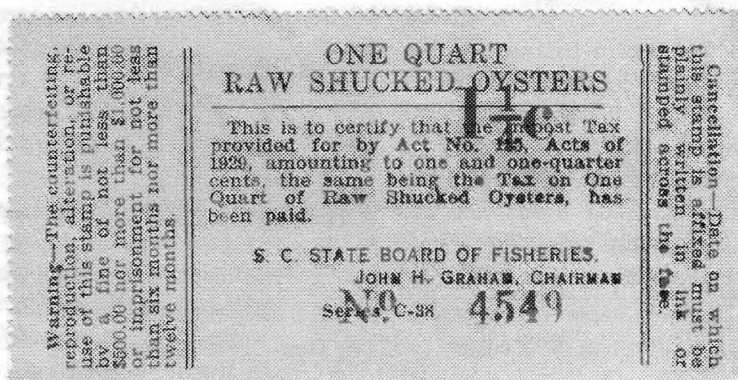 Warning—The counterfeiting,
reproduction, alteration, or re-
use of this stamp is punishable
by a fine of not less than
$500.00 nor more than $1,000.00
or imprisonment for not less
than six months nor more than
twelve months.
ONE QUART
RAW SHUCKED OYSTERS
This is to certify that the Impost Tax
provided for by Act No. Acts of
1929, amounting to one and one-quarter
cents, the same being the Tax on One
Quart of Raw Shucked Oysters, has
been paid.
S. C. STATE BOARD OF FISHERIES.
JOHN H. GRAHAM, CHAIRMAN
Series C-38
No 4549
Cancellation—Date on which
this stamp is affixed must be
plainly written in ink or
stamped across the face.